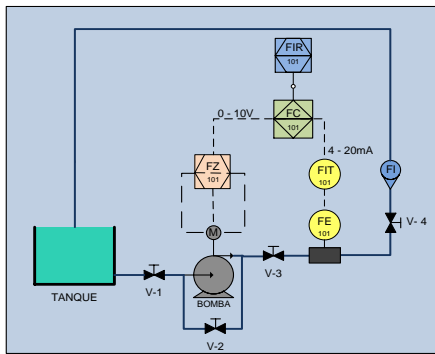 FIR
101
0 - 10V
FC
101
4 - 20mA
FZ
101
FIT
101
FI
FE
101
M
V- 4
V-3
TANQUE
V-1
BOMBA
V-2